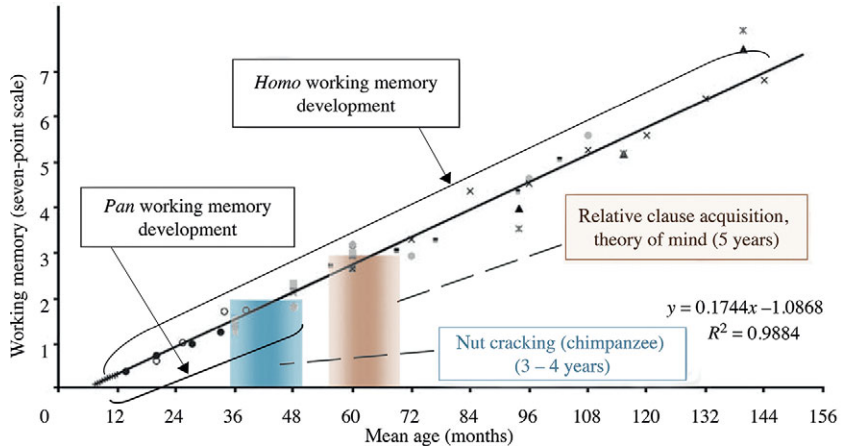 7
6
5
4
3
2
1
Working memory (seven-point scale)
Homo working memory
development
Pan working memory
development
Relative clause acquisition,
theory of mind (5 years)
y = 0.1744x –1.0868
R² = 0.9884
Nut cracking (chimpanzee)
(3 – 4 years)
0 12 24 36 48 60 72 84 96 108 120 132 144 156
Mean age (months)